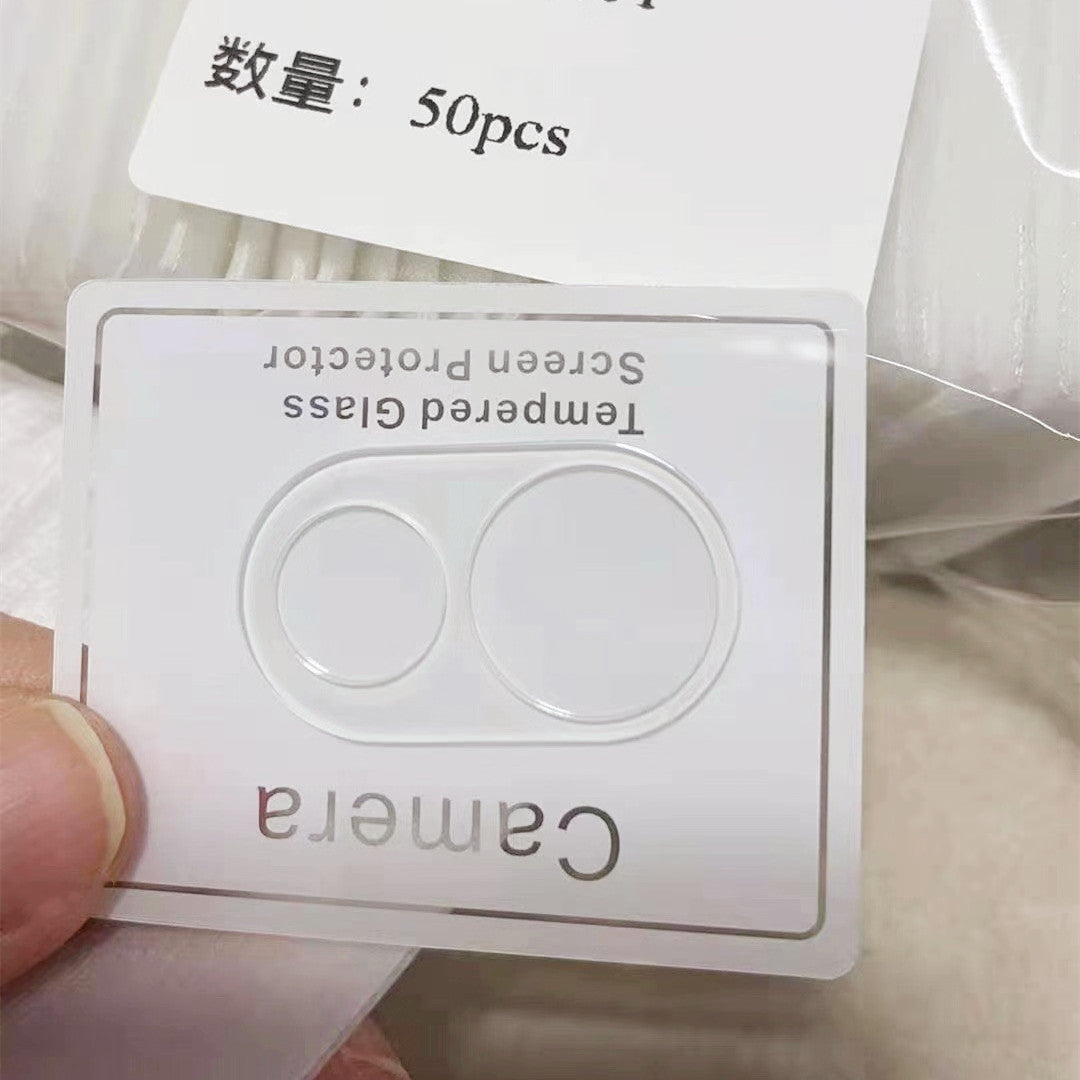 数量：50pcs
Camera
Tempered Glass
Screen Protector